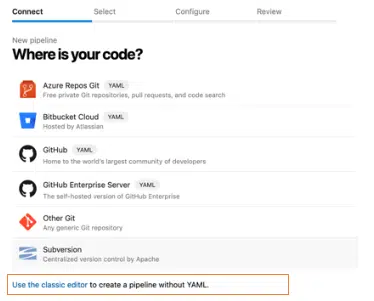 Connect Select Configure Review
New pipeline
Where is your code?
Azure Repos Git YAML
Free private Git repositories, pull requests, and code search
Bitbucket Cloud YAML
Hosted by Atlassian
GitHub YAML
Home to the world's largest community of developers
GitHub Enterprise Server YAML
The self-hosted version of GitHub Enterprise
Other Git
Any generic Git repository
Subversion
Centralized version control by Apache
Use the classic editor to create a pipeline without YAML.